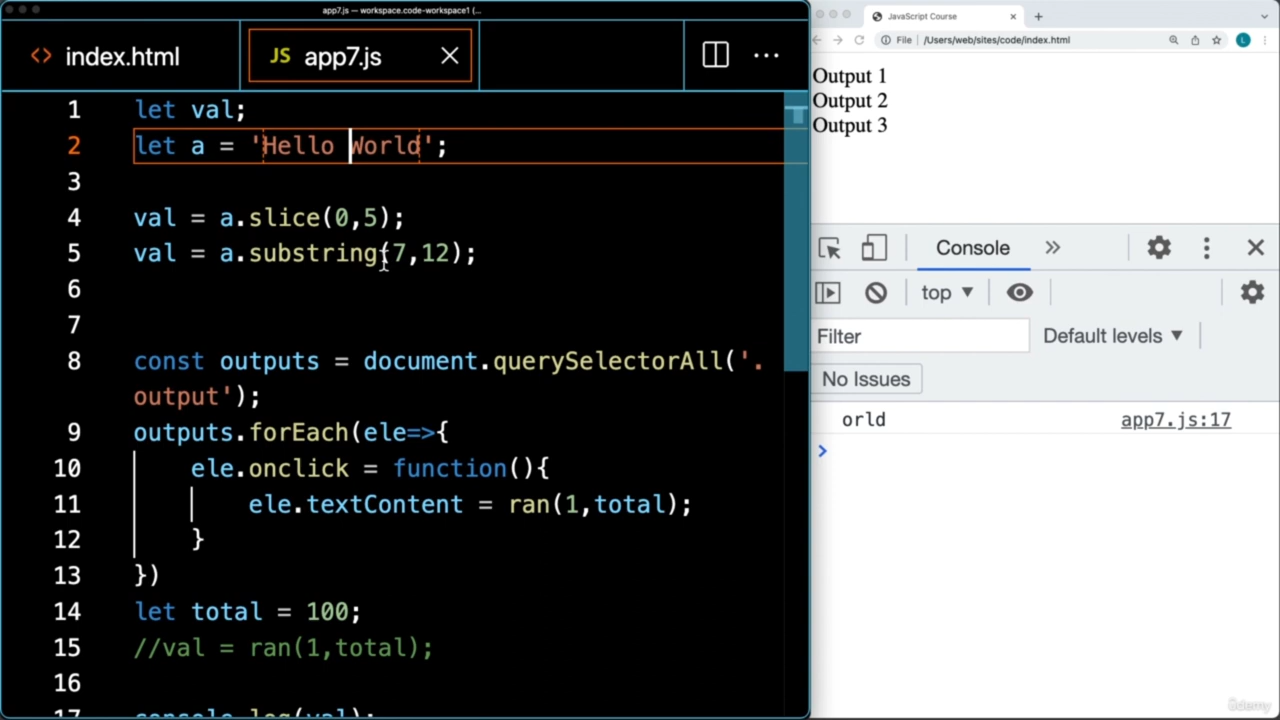 app7.js — workspace.code-workspace1 (...
index.html
JS app7.js
1 let val;
2 let a = 'Hello World';
3
4 val = a.slice(0,5);
5 val = a.substring(7,12);
6
7
8 const outputs = document.querySelectorAll('.
output');
9 outputs.forEach(ele=>{
10 ele.onclick = function(){
11 ele.textContent = ran(1,total);
12 }
13 })
14 let total = 100;
15 //val = ran(1,total);
16
17 console.log(val);
JavaScript Course
File /Users/web/sites/code/index.html
L
Output 1
Output 2
Output 3
Console
top
Filter
Default levels
No Issues
orld app7.js:17
Udemy